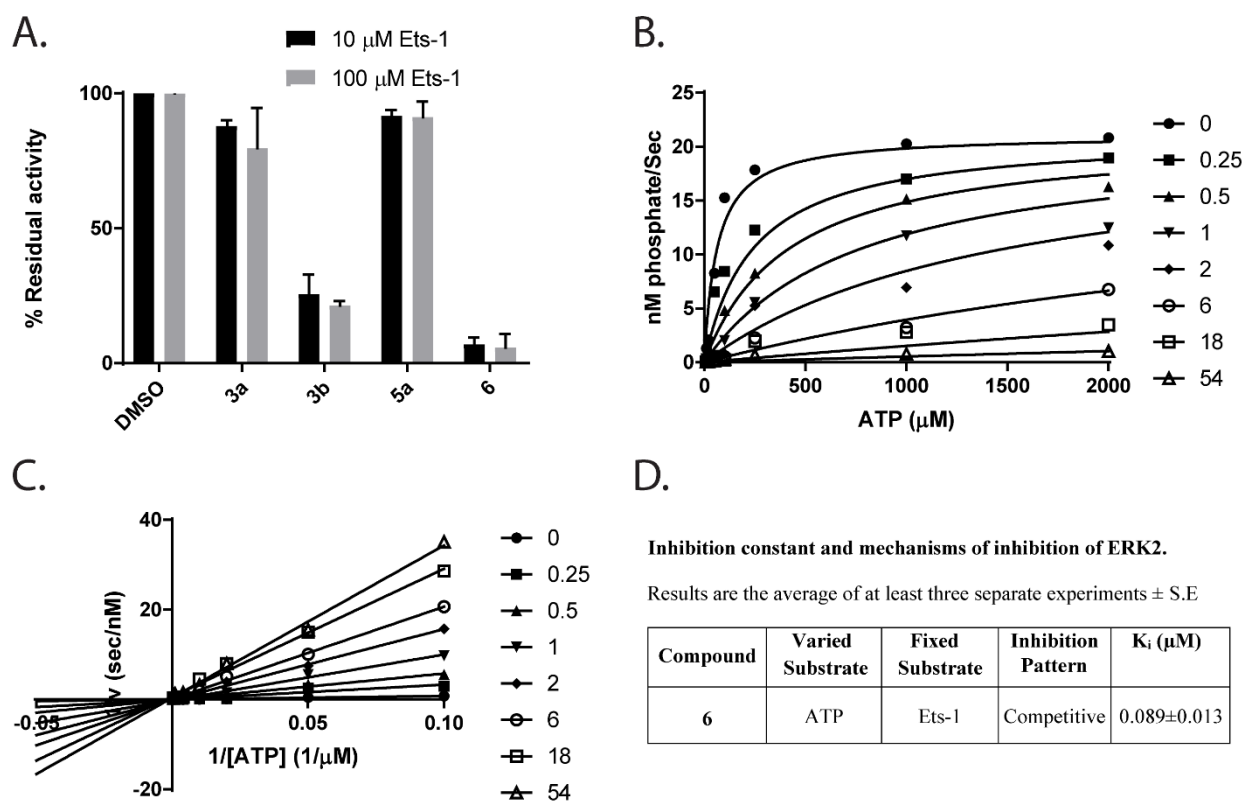 A.
10 μM Ets-1
100 μM Ets-1
% Residual activity
100
50
0
DMSO
3a
3b
5a
6
B.
nM phosphate/Sec
25
20
15
10
5
0
0
500
1000
1500
2000
ATP (μM)
0
0.25
0.5
1
2
6
18
54
C.
v (sec/nM)
40
20
-20
-0.05
0.05
0.10
1/[ATP] (1/μM)
0
0.25
0.5
1
2
6
18
54
D.
Inhibition constant and mechanisms of inhibition of ERK2.
Results are the average of at least three separate experiments ± S.E
Compound
Varied
Substrate
Fixed
Substrate
Inhibition
Pattern
Ki (μM)
6
ATP
Ets-1
Competitive
0.089±0.013